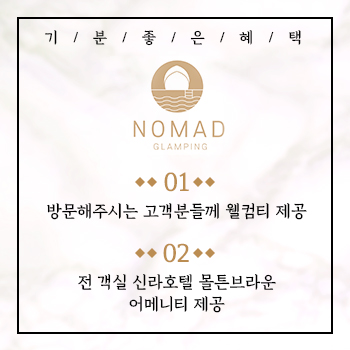 기 / 분 / 좋 / 은 / 혜 / 택
NOMAD
GLAMPING
01
방문해주시는 고객분들께 웰컴티 제공
02
전 객실 신라호텔 몰튼브라운
어메니티 제공